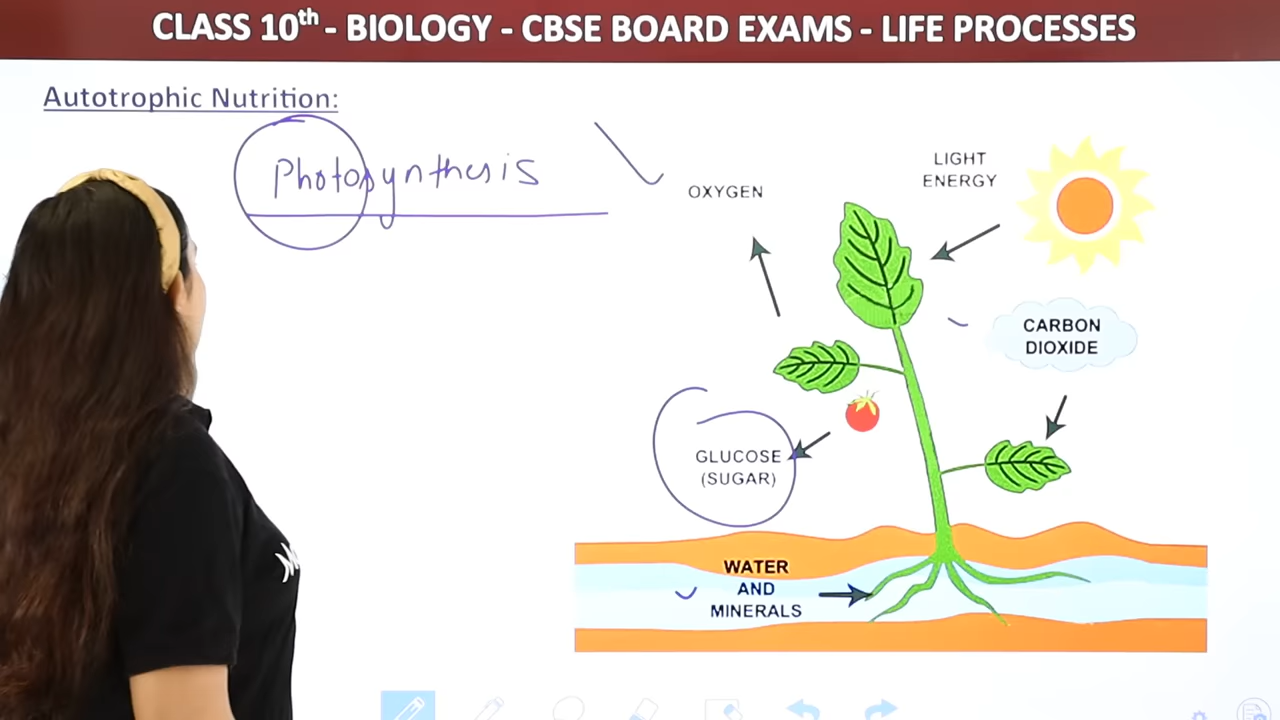 CLASS 10th - BIOLOGY - CBSE BOARD EXAMS - LIFE PROCESSES
Autotrophic Nutrition:
Photosynthesis
OXYGEN
LIGHT
ENERGY
CARBON
DIOXIDE
GLUCOSE
(SUGAR)
WATER
AND
MINERALS